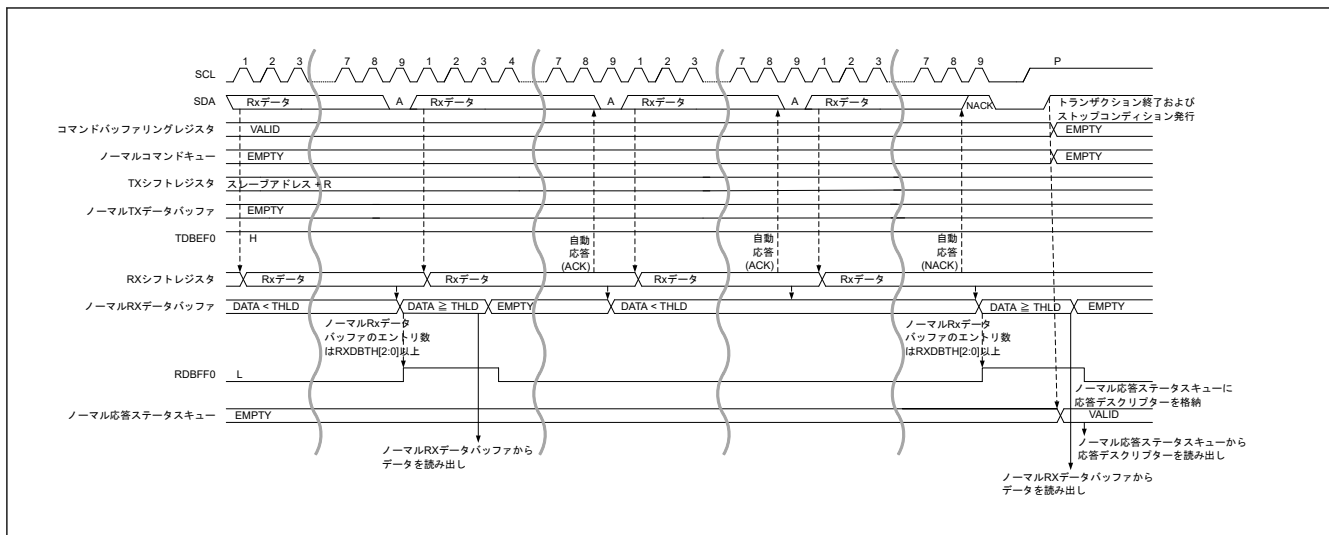 1 2 3 7 8 9 1 2 3 4 7 8 9 1 2 3 7 8 9 1 2 3 7 8 9 P
SCL
SDA Rxデータ A Rxデータ A Rxデータ A Rxデータ NACK トランザクション終了および
ストップコンディション発行
コマンドバッファリングレジスタ VALID EMPTY
ノーマルコマンドキュー EMPTY EMPTY
TXシフトレジスタ スレーブアドレス + R
ノーマルTXデータバッファ EMPTY
TDBEF0 H
自動
応答
(ACK)
自動
応答
(ACK)
自動
応答
(NACK)
RXシフトレジスタ Rxデータ Rxデータ Rxデータ Rxデータ
ノーマルRXデータバッファ DATA < THLD DATA ≧ THLD EMPTY DATA < THLD DATA ≧ THLD EMPTY
ノーマルRxデータ
バッファのエントリ数
はRXDBTH[2:0]以上
ノーマルRxデータ
バッファのエントリ数
はRXDBTH[2:0]以上
RDBFF0 L
ノーマル応答ステータスキューに
応答デスクリプターを格納
ノーマル応答ステータスキュー EMPTY VALID
ノーマルRXデータバッファから
データを読み出し
ノーマル応答ステータスキューから
応答デスクリプターを読み出し
ノーマルRXデータバッファから
データを読み出し